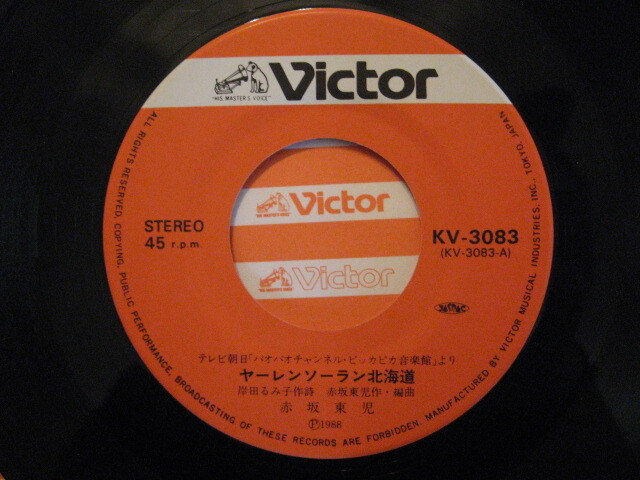 Victor
"HIS MASTER'S VOICE"
STEREO
45 r.p.m.
Victor
Victor
KV-3083
(KV-3083-A)
JASRAC
テレビ朝日「パオパオチャンネル・ピッカピカ音楽館」より
ヤーレンソーラン北海道
岸田るみ子作詩 赤坂東児作・編曲
赤坂東児
Ⓟ1988
ALL RIGHTS RESERVED. COPYING, PUBLIC PERFORMANCE, BROADCASTING OF THESE RECORDS ARE FORBIDDEN. MANUFACTURED BY VICTOR MUSICAL INDUSTRIES, INC., TOKYO, JAPAN